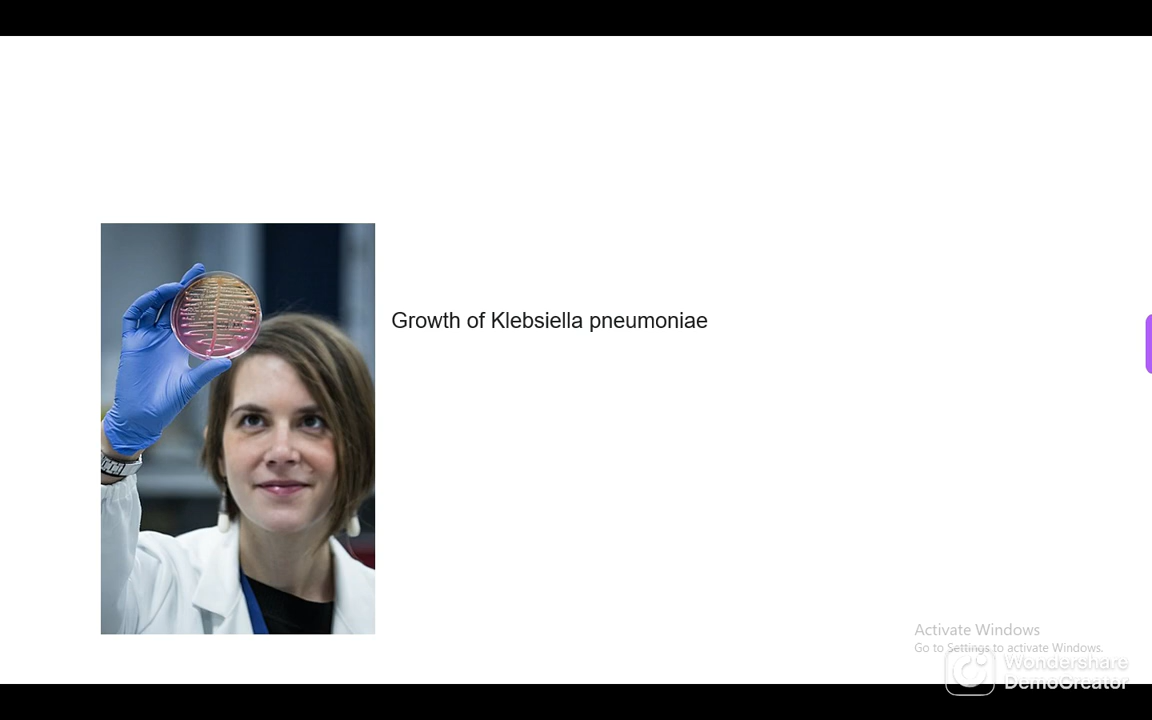 Growth of Klebsiella pneumoniae
Activate Windows
Go to Settings to activate Windows.
Wondershare
DemoCreator